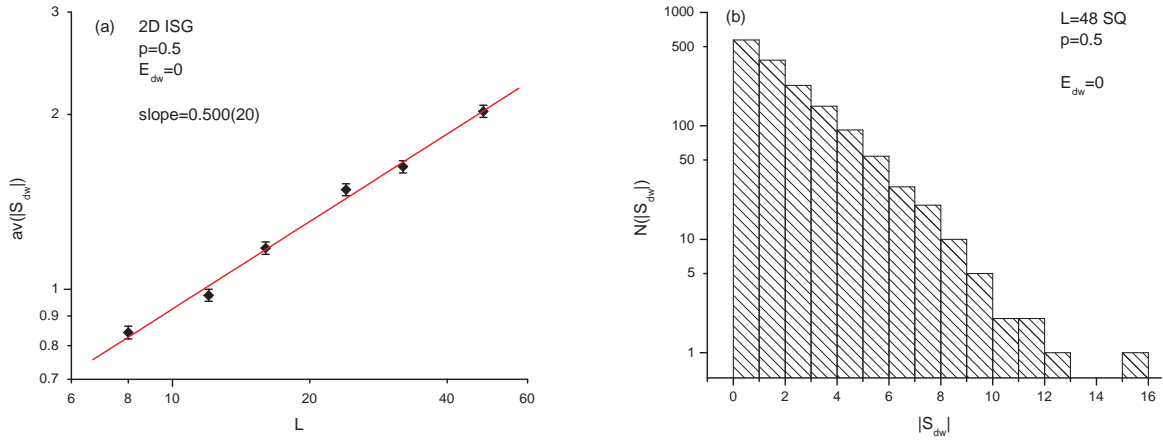 (a)
2D ISG
p=0.5
E_dw=0
slope=0.500(20)
3
2
1
0.9
0.8
0.7
av(|S_dw|)
6
8
10
20
40
60
L
(b)
L=48 SQ
p=0.5
E_dw=0
1000
500
100
50
10
5
1
N(|S_dw|)
0
2
4
6
8
10
12
14
16
|S_dw|